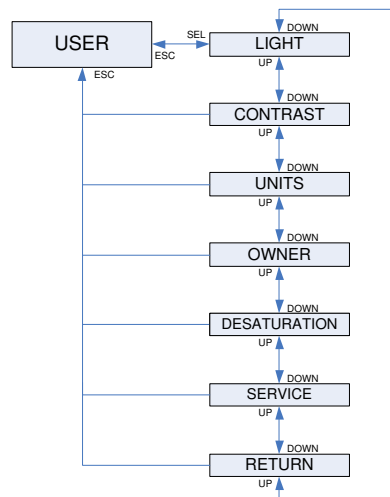 DOWN
USER
SEL
LIGHT
ESC
UP
ESC
DOWN
CONTRAST
UP
DOWN
UNITS
UP
DOWN
OWNER
UP
DOWN
DESATURATION
UP
DOWN
SERVICE
UP
DOWN
RETURN
UP